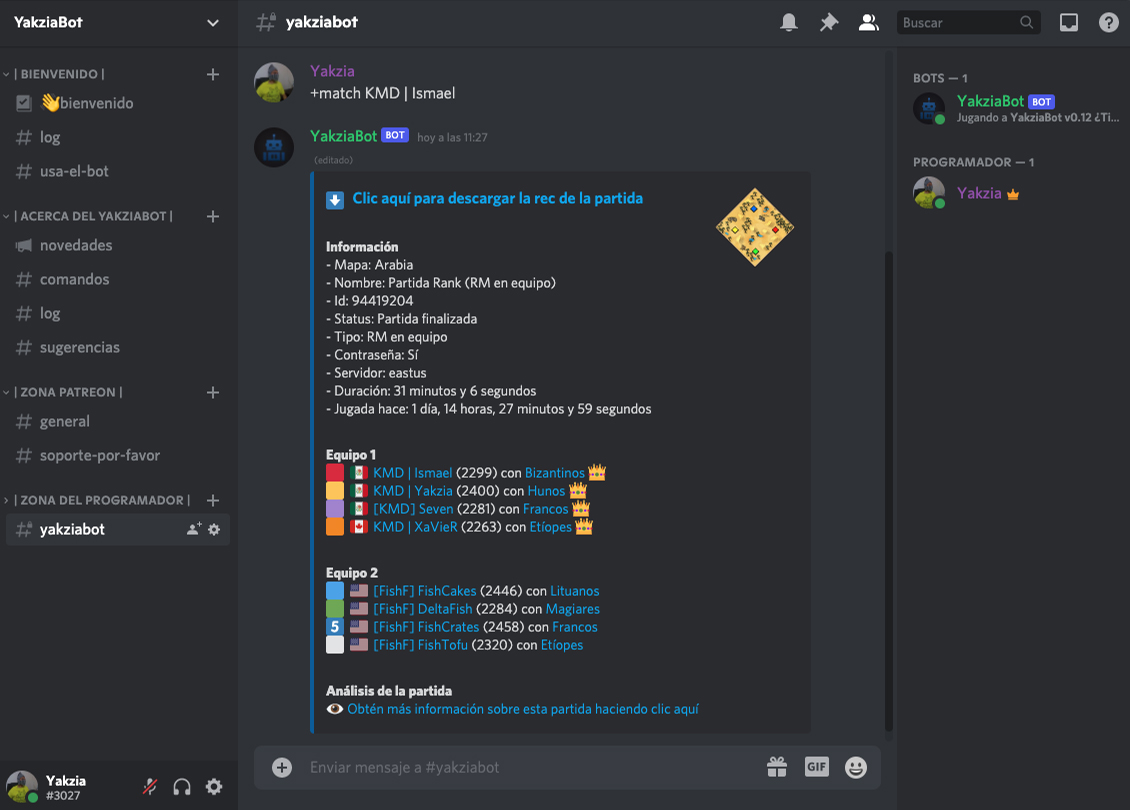 YakziaBot
| BIENVENIDO |
👋bienvenido
log
usa-el-bot
| ACERCA DEL YAKZIABOT |
novedades
comandos
log
sugerencias
| ZONA PATREON |
general
soporte-por-favor
| ZONA DEL PROGRAMADOR |
yakziabot
Yakzia
#3027
yakziabot
Buscar
Yakzia
+match KMD | Ismael
YakziaBot BOT hoy a las 11:27
(editado)
Clic aquí para descargar la rec de la partida
Información
- Mapa: Arabia
- Nombre: Partida Rank (RM en equipo)
- Id: 94419204
- Status: Partida finalizada
- Tipo: RM en equipo
- Contraseña: Sí
- Servidor: eastus
- Duración: 31 minutos y 6 segundos
- Jugada hace: 1 día, 14 horas, 27 minutos y 59 segundos
Equipo 1
KMD | Ismael (2299) con Bizantinos
KMD | Yakzia (2400) con Hunos
[KMD] Seven (2281) con Francos
KMD | XaVieR (2263) con Etíopes
Equipo 2
[FishF] FishCakes (2446) con Lituanos
[FishF] DeltaFish (2284) con Magiares
5 [FishF] FishCrates (2458) con Francos
[FishF] FishTofu (2320) con Etíopes
Análisis de la partida
Obtén más información sobre esta partida haciendo clic aquí
Enviar mensaje a #yakziabot
GIF
BOTS — 1
YakziaBot BOT
Jugando a YakziaBot v0.12 ¿Ti...
PROGRAMADOR — 1
Yakzia